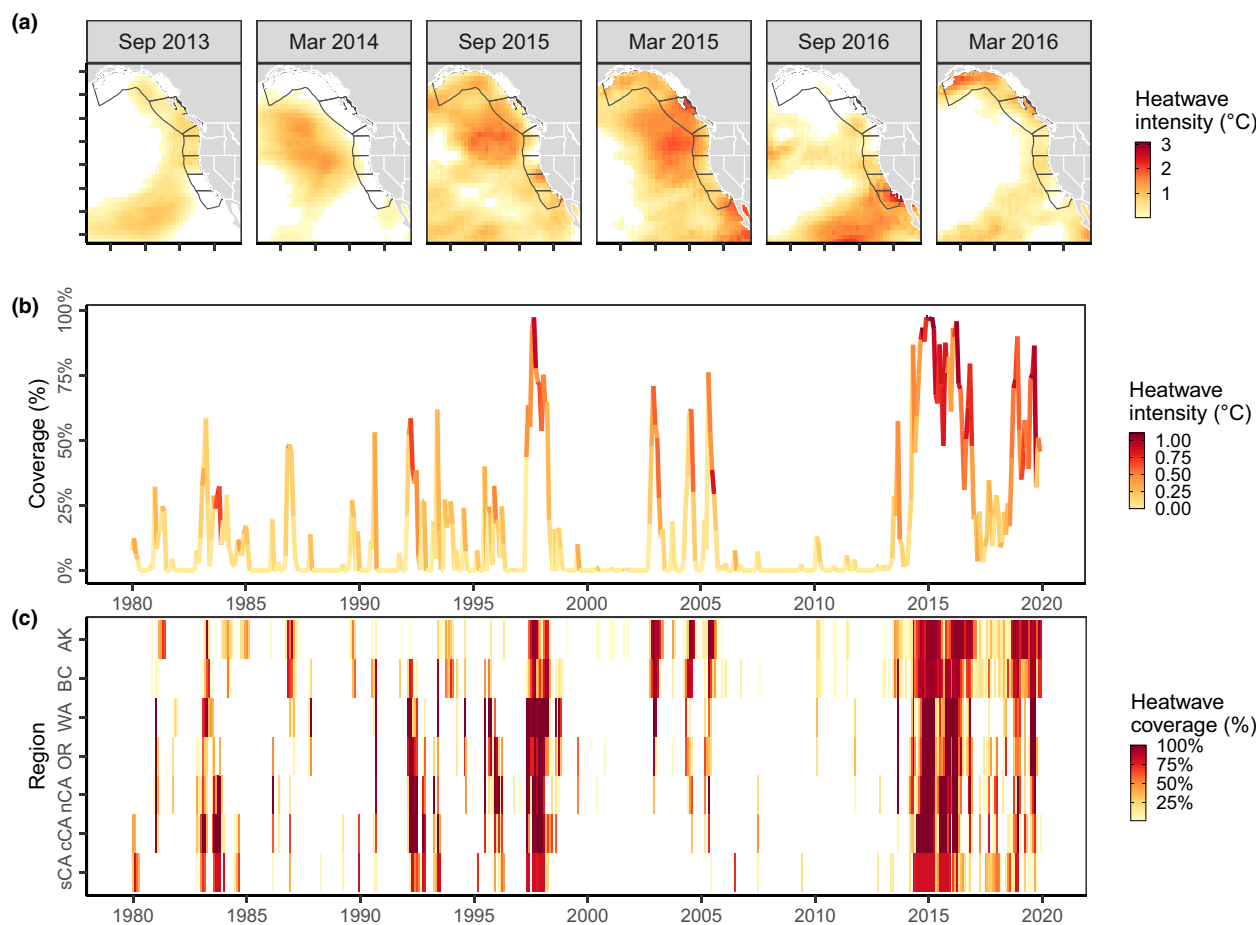 (a)
Sep 2013 Mar 2014 Sep 2015 Mar 2015 Sep 2016 Mar 2016
Heatwave
intensity (°C)
3
2
1
(b)
100%
75%
50%
25%
0%
Coverage (%)
1980 1985 1990 1995 2000 2005 2010 2015 2020
Heatwave
intensity (°C)
1.00
0.75
0.50
0.25
0.00
(c)
AK
BC
WA
OR
nCA
cCA
sCA
Region
1980 1985 1990 1995 2000 2005 2010 2015 2020
Heatwave
coverage (%)
100%
75%
50%
25%